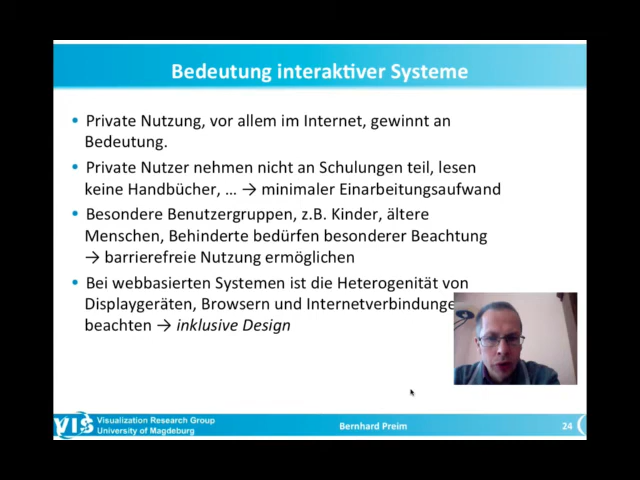 Bedeutung interaktiver Systeme
• Private Nutzung, vor allem im Internet, gewinnt an
Bedeutung.
• Private Nutzer nehmen nicht an Schulungen teil, lesen
keine Handbücher, ... → minimaler Einarbeitungsaufwand
• Besondere Benutzergruppen, z.B. Kinder, ältere
Menschen, Behinderte bedürfen besonderer Beachtung
→ barrierefreie Nutzung ermöglichen
• Bei webbasierten Systemen ist die Heterogenität von
Displaygeräten, Browsern und Internetverbindunge
beachten → inklusive Design
VIS
Visualization Research Group
University of Magdeburg
Bernhard Preim
24